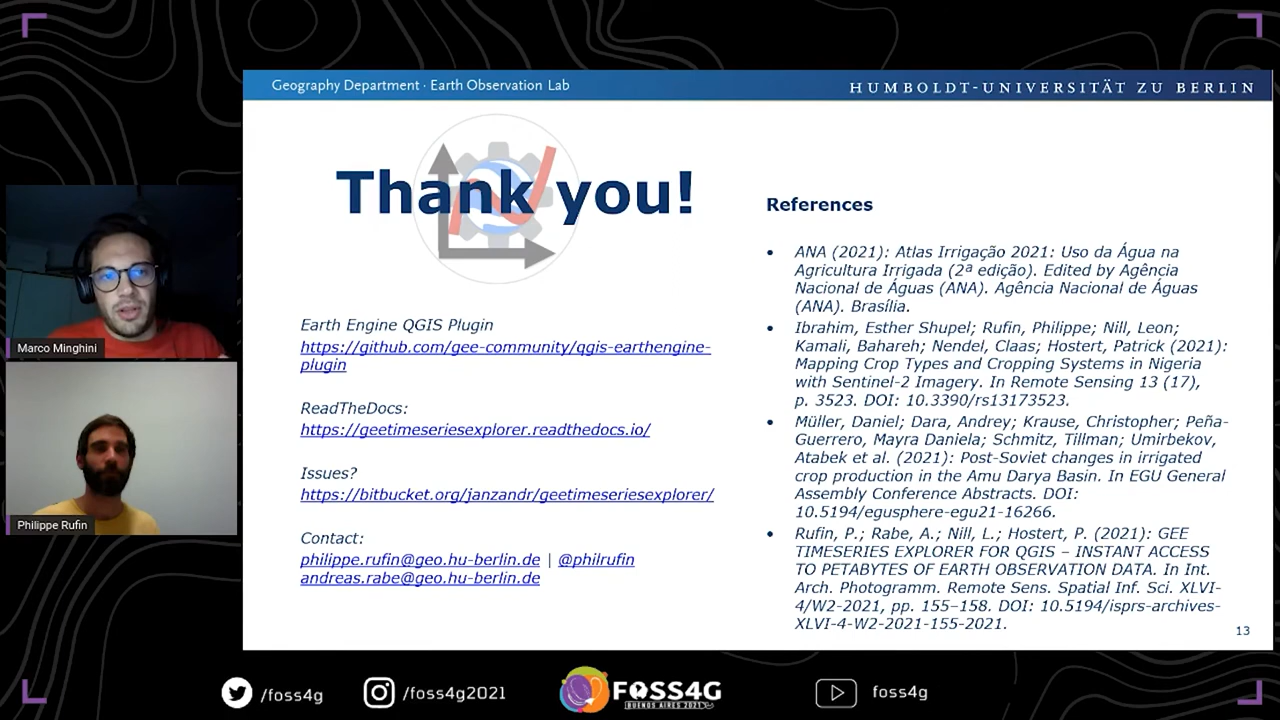 Geography Department · Earth Observation Lab
HUMBOLDT-UNIVERSITÄT ZU BERLIN
Thank you!
Earth Engine QGIS Plugin
https://github.com/gee-community/qgis-earthengine-
plugin
ReadTheDocs:
https://geetimeseriesexplorer.readthedocs.io/
Issues?
https://bitbucket.org/janzandr/geetimeseriesexplorer/
Contact:
philippe.rufin@geo.hu-berlin.de | @philrufin
andreas.rabe@geo.hu-berlin.de
References
• ANA (2021): Atlas Irrigação 2021: Uso da Água na
Agricultura Irrigada (2ª edição). Edited by Agência
Nacional de Águas (ANA). Agência Nacional de Águas
(ANA). Brasília.
• Ibrahim, Esther Shupel; Rufin, Philippe; Nill, Leon;
Kamali, Bahareh; Nendel, Claas; Hostert, Patrick (2021):
Mapping Crop Types and Cropping Systems in Nigeria
with Sentinel-2 Imagery. In Remote Sensing 13 (17),
p. 3523. DOI: 10.3390/rs13173523.
• Müller, Daniel; Dara, Andrey; Krause, Christopher; Peña-
Guerrero, Mayra Daniela; Schmitz, Tillman; Umirbekov,
Atabek et al. (2021): Post-Soviet changes in irrigated
crop production in the Amu Darya Basin. In EGU General
Assembly Conference Abstracts. DOI:
10.5194/egusphere-egu21-16266.
• Rufin, P.; Rabe, A.; Nill, L.; Hostert, P. (2021): GEE
TIMESERIES EXPLORER FOR QGIS – INSTANT ACCESS
TO PETABYTES OF EARTH OBSERVATION DATA. In Int.
Arch. Photogramm. Remote Sens. Spatial Inf. Sci. XLVI-
4/W2-2021, pp. 155–158. DOI: 10.5194/isprs-archives-
XLVI-4-W2-2021-155-2021.
13
Marco Minghini
Philippe Rufin
/foss4g
/foss4g2021
FOSS4G
BUENOS AIRES 2021
foss4g